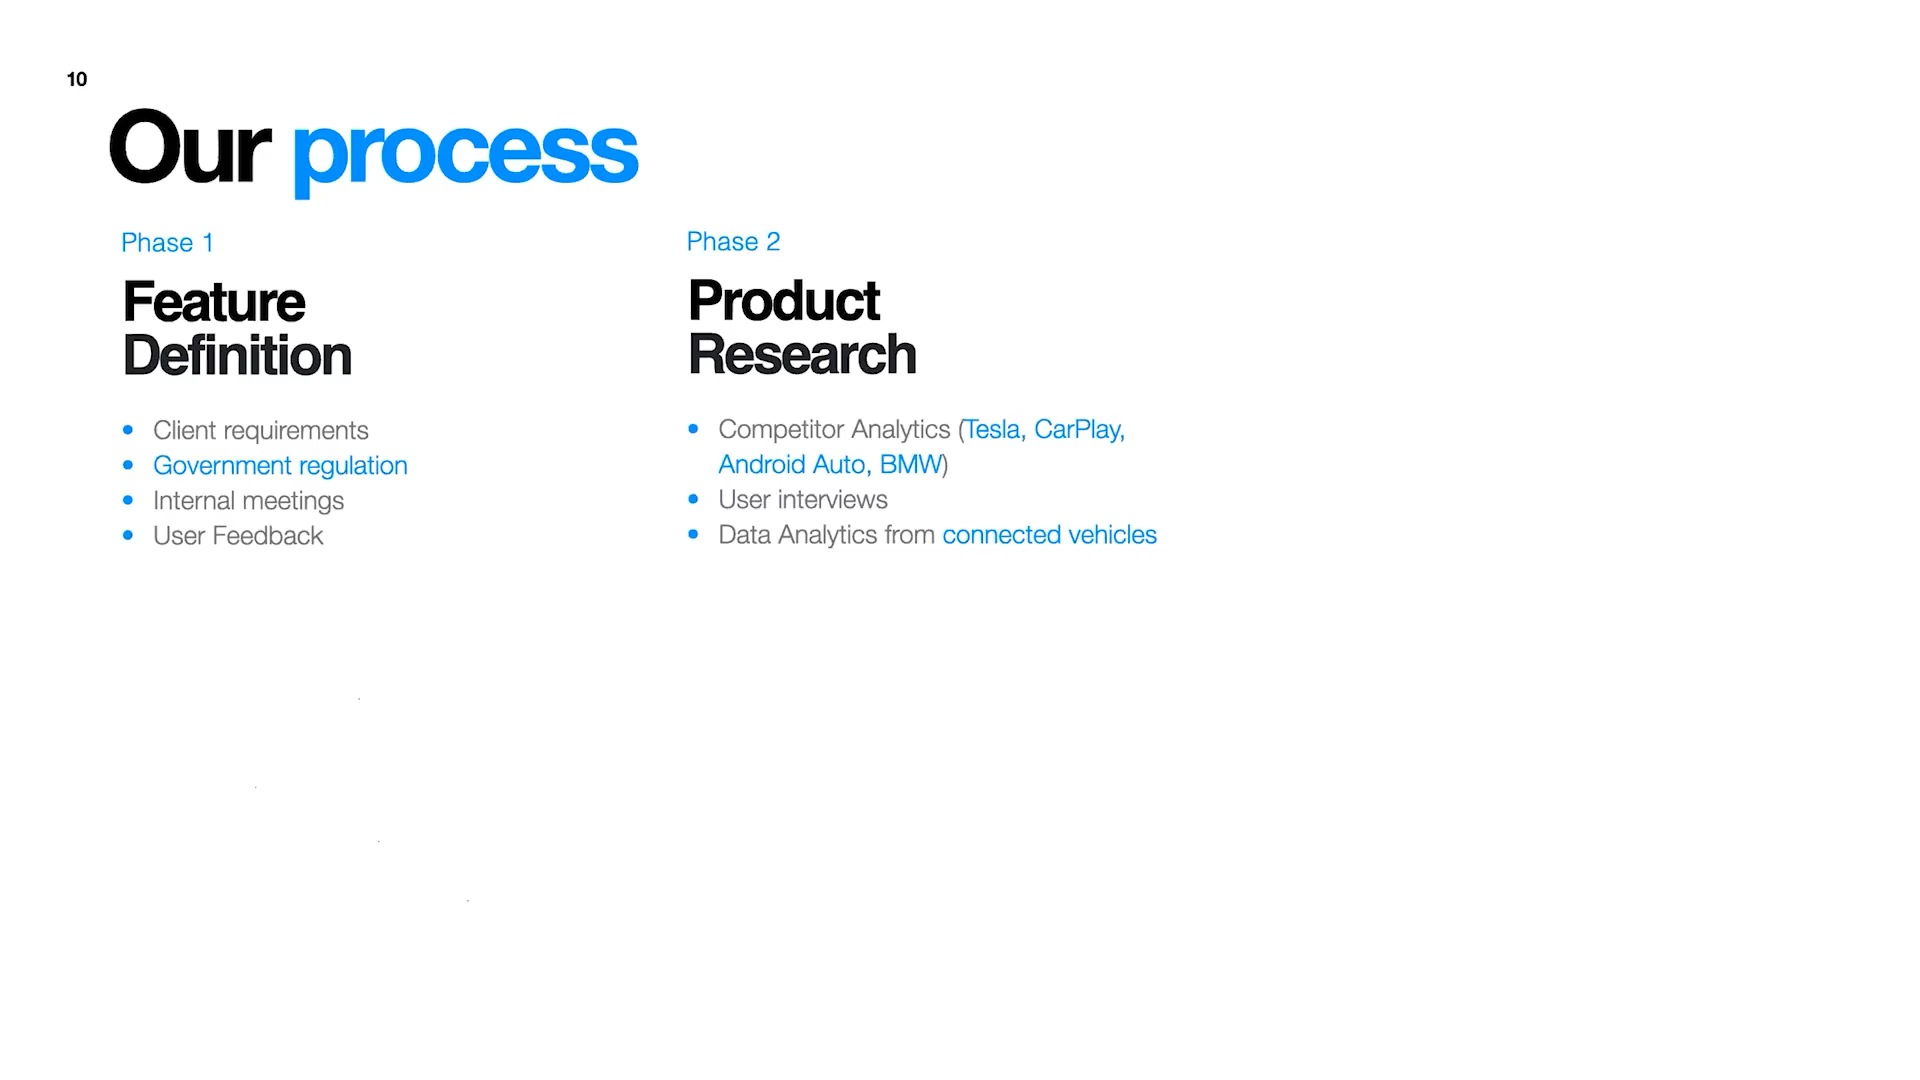 10
Our process
Phase 1
Feature
Definition
• Client requirements
• Government regulation
• Internal meetings
• User Feedback
Phase 2
Product
Research
• Competitor Analytics (Tesla, CarPlay,
Android Auto, BMW)
• User interviews
• Data Analytics from connected vehicles